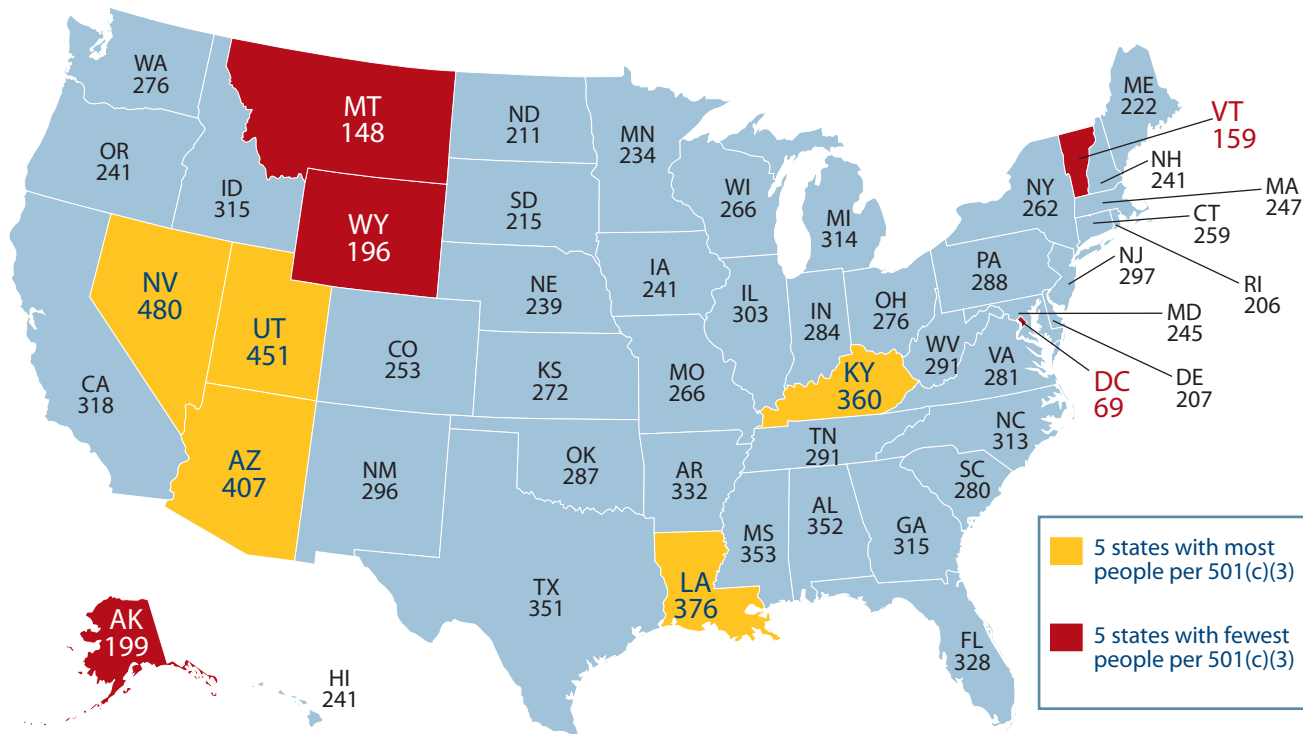 WA
276
MT
148
ND
211
MN
234
ME
222
VT
159
OR
241
ID
315
SD
215
WI
266
MI
314
NY
262
NH
241
MA
247
WY
196
CT
259
NV
480
UT
451
NE
239
IA
241
IL
303
IN
284
OH
276
PA
288
NJ
297
RI
206
MD
245
CA
318
CO
253
KS
272
MO
266
KY
360
WV
291
VA
281
DC
69
DE
207
AZ
407
NM
296
OK
287
AR
332
TN
291
NC
313
SC
280
MS
353
AL
352
GA
315
TX
351
LA
376
FL
328
AK
199
HI
241
5 states with most
people per 501(c)(3)
5 states with fewest
people per 501(c)(3)